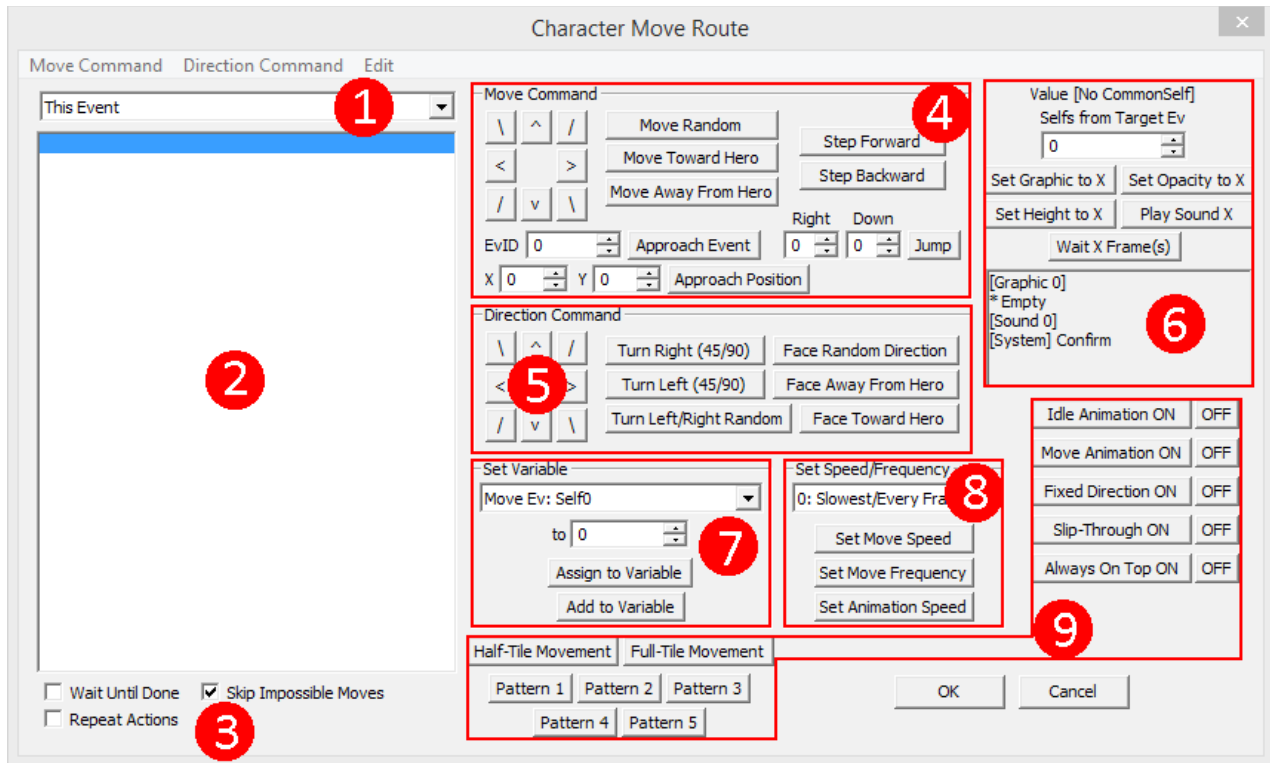 Character Move Route
×
Move Command Direction Command Edit
This Event
1
2
Wait Until Done Skip Impossible Moves
Repeat Actions
3
Move Command
4
\ ^ /
< >
/ v \
Move Random
Move Toward Hero
Move Away From Hero
Step Forward
Step Backward
Right Down
EvID 0 Approach Event 0 0 Jump
X 0 Y 0 Approach Position
Direction Command
\ ^ /
< 5 >
/ v \
Turn Right (45/90) Face Random Direction
Turn Left (45/90) Face Away From Hero
Turn Left/Right Random Face Toward Hero
Value [No CommonSelf]
Selfs from Target Ev
0
Set Graphic to X Set Opacity to X
Set Height to X Play Sound X
Wait X Frame(s)
[Graphic 0]
* Empty
[Sound 0]
[System] Confirm
6
Set Variable
Move Ev: Self0
to 0
7
Assign to Variable
Add to Variable
Set Speed/Frequency
0: Slowest/Every
8
Set Move Speed
Set Move Frequency
Set Animation Speed
Idle Animation ON OFF
Move Animation ON OFF
Fixed Direction ON OFF
Slip-Through ON OFF
Always On Top ON OFF
9
Half-Tile Movement Full-Tile Movement
Pattern 1 Pattern 2 Pattern 3
Pattern 4 Pattern 5
OK Cancel